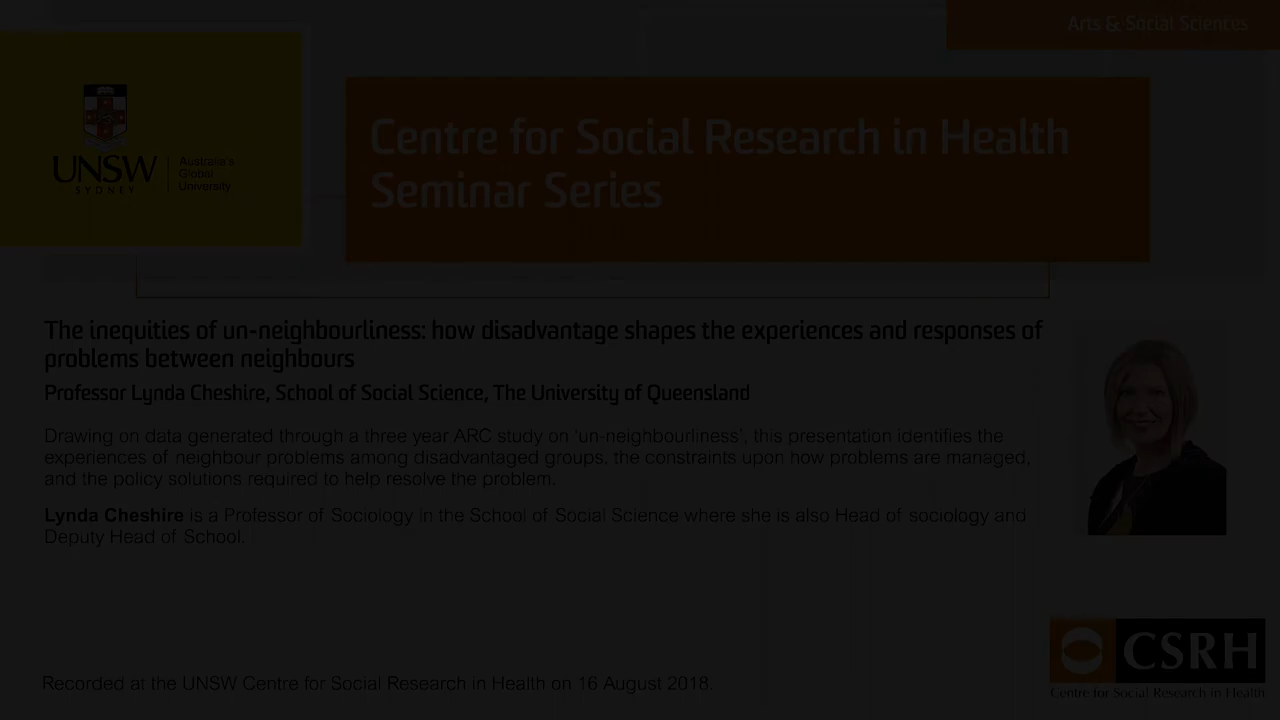 Arts & Social Sciences
UNSW
SYDNEY
Australia's
Global
University
Centre for Social Research in Health
Seminar Series
The inequities of un-neighbourliness: how disadvantage shapes the experiences and responses of
problems between neighbours
Professor Lynda Cheshire, School of Social Science, The University of Queensland
Drawing on data generated through a three year ARC study on 'un-neighbourliness', this presentation identifies the
experiences of neighbour problems among disadvantaged groups, the constraints upon how problems are managed,
and the policy solutions required to help resolve the problem.
Lynda Cheshire is a Professor of Sociology in the School of Social Science where she is also Head of sociology and
Deputy Head of School.
CSRH
Centre for Social Research in Health
Recorded at the UNSW Centre for Social Research in Health on 16 August 2018.